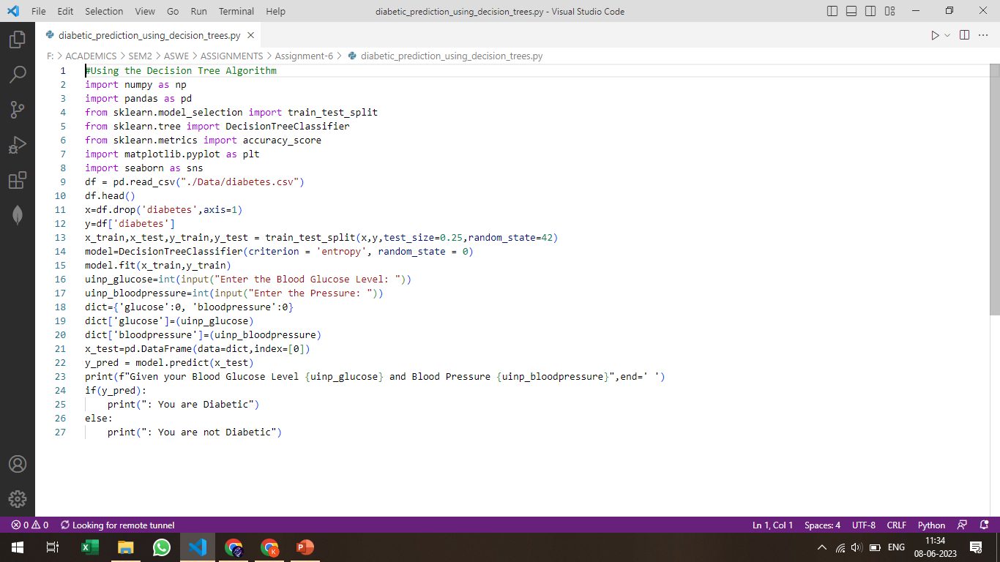 File Edit Selection View Go Run Terminal Help diabetic_prediction_using_decision_trees.py - Visual Studio Code
diabetic_prediction_using_decision_trees.py
F: > ACADEMICS > SEM2 > ASWE > ASSIGNMENTS > Assignment-6 > diabetic_prediction_using_decision_trees.py
1 #Using the Decision Tree Algorithm
2 import numpy as np
3 import pandas as pd
4 from sklearn.model_selection import train_test_split
5 from sklearn.tree import DecisionTreeClassifier
6 from sklearn.metrics import accuracy_score
7 import matplotlib.pyplot as plt
8 import seaborn as sns
9 df = pd.read_csv("./Data/diabetes.csv")
10 df.head()
11 x=df.drop('diabetes',axis=1)
12 y=df['diabetes']
13 x_train,x_test,y_train,y_test = train_test_split(x,y,test_size=0.25,random_state=42)
14 model=DecisionTreeClassifier(criterion = 'entropy', random_state = 0)
15 model.fit(x_train,y_train)
16 uinp_glucose=int(input("Enter the Blood Glucose Level: "))
17 uinp_bloodpressure=int(input("Enter the Pressure: "))
18 dict={'glucose':0, 'bloodpressure':0}
19 dict['glucose']=(uinp_glucose)
20 dict['bloodpressure']=(uinp_bloodpressure)
21 x_test=pd.DataFrame(data=dict,index=[0])
22 y_pred = model.predict(x_test)
23 print(f"Given your Blood Glucose Level {uinp_glucose} and Blood Pressure {uinp_bloodpressure}",end=' ')
24 if(y_pred):
25     print(": You are Diabetic")
26 else:
27     print(": You are not Diabetic")
0 0 Looking for remote tunnel Ln 1, Col 1 Spaces: 4 UTF-8 CRLF Python
ENG 11:34
08-06-2023